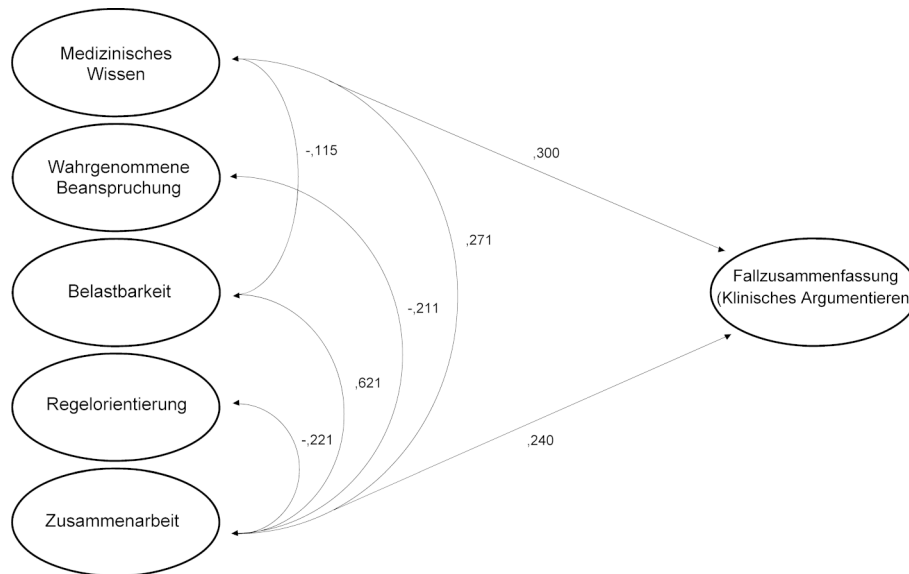 Medizinisches
Wissen
Wahrgenommene
Beanspruchung
Belastbarkeit
Regelorientierung
Zusammenarbeit
-,115
,300
,271
-,211
,621
-,221
,240
Fallzusammenfassung
(Klinisches Argumentieren